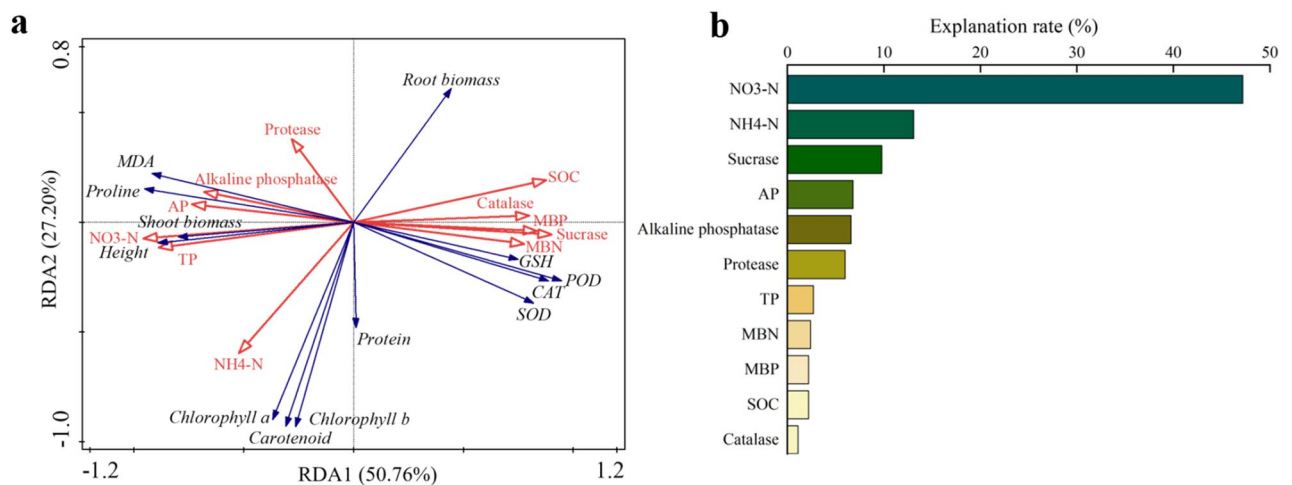 a
0.8
Root biomass
Protease
MDA
Alkaline phosphatase
SOC
Proline
AP
Catalase
Shoot biomass
MBP
NO3-N
Sucrase
Height
TP
MBN
GSH
POD
CAT
SOD
Protein
NH4-N
Chlorophyll a
Chlorophyll b
Carotenoid
RDA2 (27.20%)
-1.0
-1.2
RDA1 (50.76%)
1.2
b
Explanation rate (%)
0 10 20 30 40 50
NO3-N
NH4-N
Sucrase
AP
Alkaline phosphatase
Protease
TP
MBN
MBP
SOC
Catalase